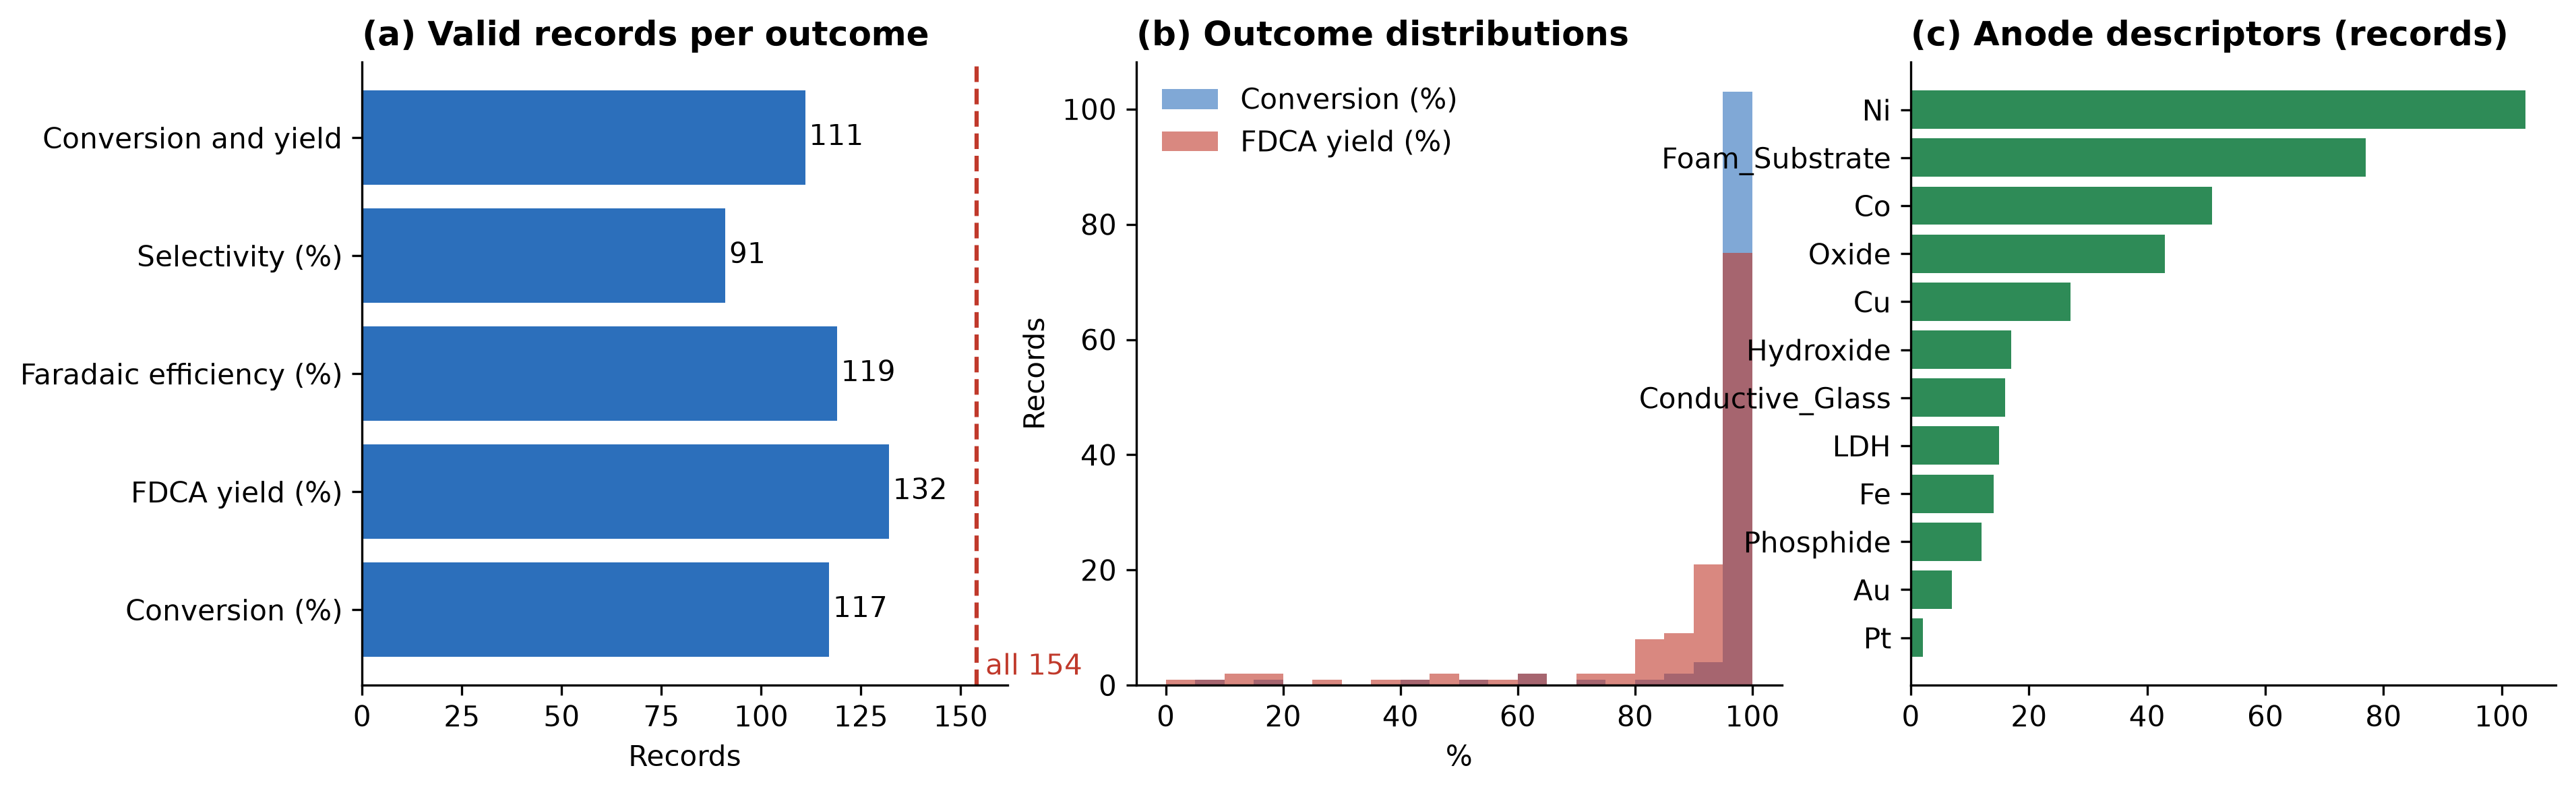 (a) Valid records per outcome
Conversion and yield
111
Selectivity (%)
91
Faradaic efficiency (%)
119
FDCA yield (%)
132
Conversion (%)
117
all 154
0 25 50 75 100 125 150
Records
(b) Outcome distributions
Conversion (%)
FDCA yield (%)
100
80
60
40
20
0
Records
0 20 40 60 80 100
%
(c) Anode descriptors (records)
Ni
Foam_Substrate
Co
Oxide
Cu
Hydroxide
Conductive_Glass
LDH
Fe
Phosphide
Au
Pt
0 20 40 60 80 100